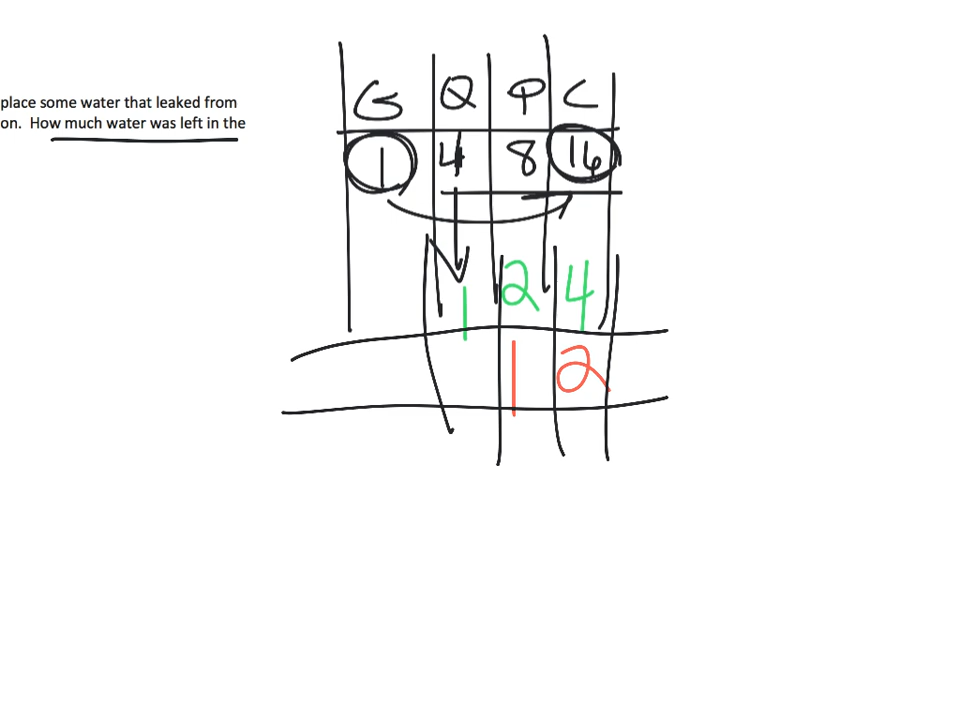 place some water that leaked from
on. How much water was left in the
G Q P C
1 4 8 16
1 2 4
1 2